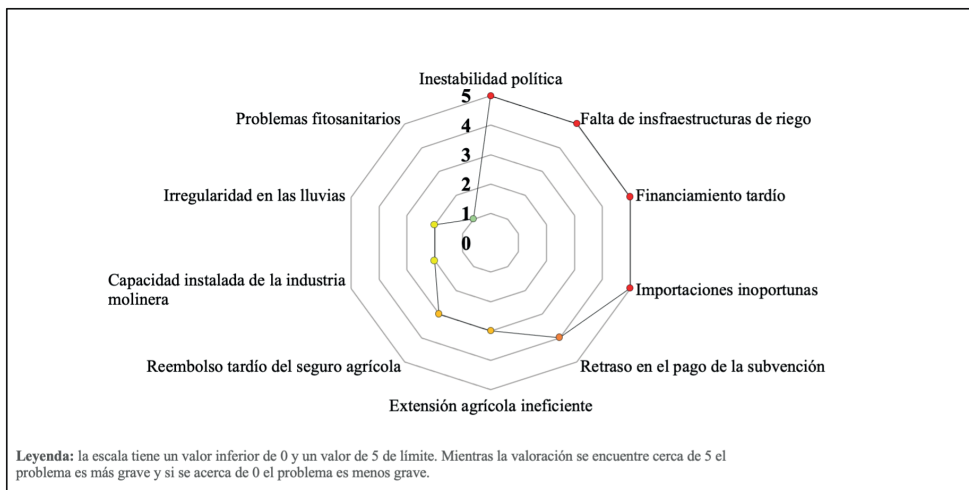 Inestabilidad política
5
Problemas fitosanitarios
4
Falta de insfraestructuras de riego
3
Irregularidad en las lluvias
2
Financiamiento tardío
1
0
Capacidad instalada de la industria
molinera
Importaciones inoportunas
Reembolso tardío del seguro agrícola
Retraso en el pago de la subvención
Extensión agrícola ineficiente
Leyenda: la escala tiene un valor inferior de 0 y un valor de 5 de límite. Mientras la valoración se encuentre cerca de 5 el
problema es más grave y si se acerca de 0 el problema es menos grave.